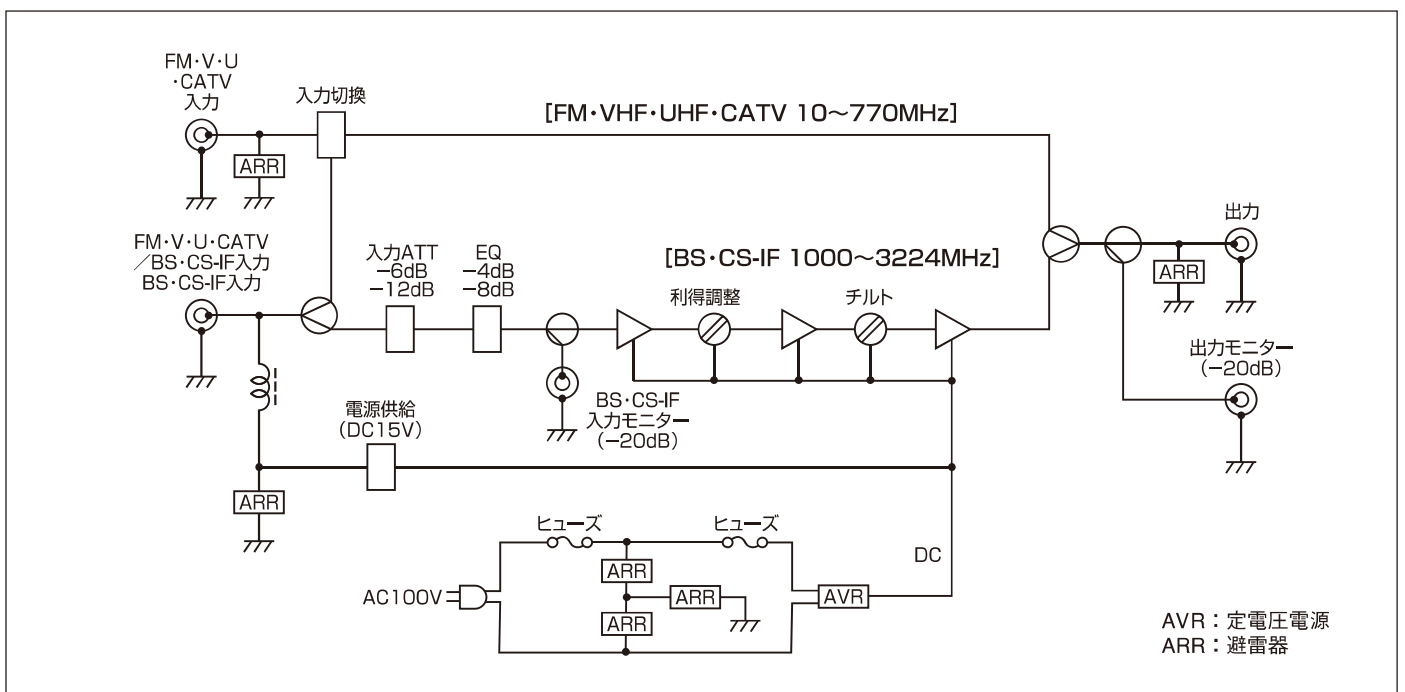 FM・V・U
・CATV
入力
入力切換
[FM・VHF・UHF・CATV 10〜770MHz]
ARR
FM・V・U・CATV
／BS・CS-IF入力
BS・CS-IF入力
入力ATT
−6dB
−12dB
EQ
−4dB
−8dB
[BS・CS-IF 1000〜3224MHz]
利得調整
チルト
出力
ARR
出力モニター
(−20dB)
BS・CS-IF
入力モニター
(−20dB)
電源供給
(DC15V)
ARR
ヒューズ
ヒューズ
DC
ARR
AC100V
ARR
AVR
ARR
AVR：定電圧電源
ARR：避雷器